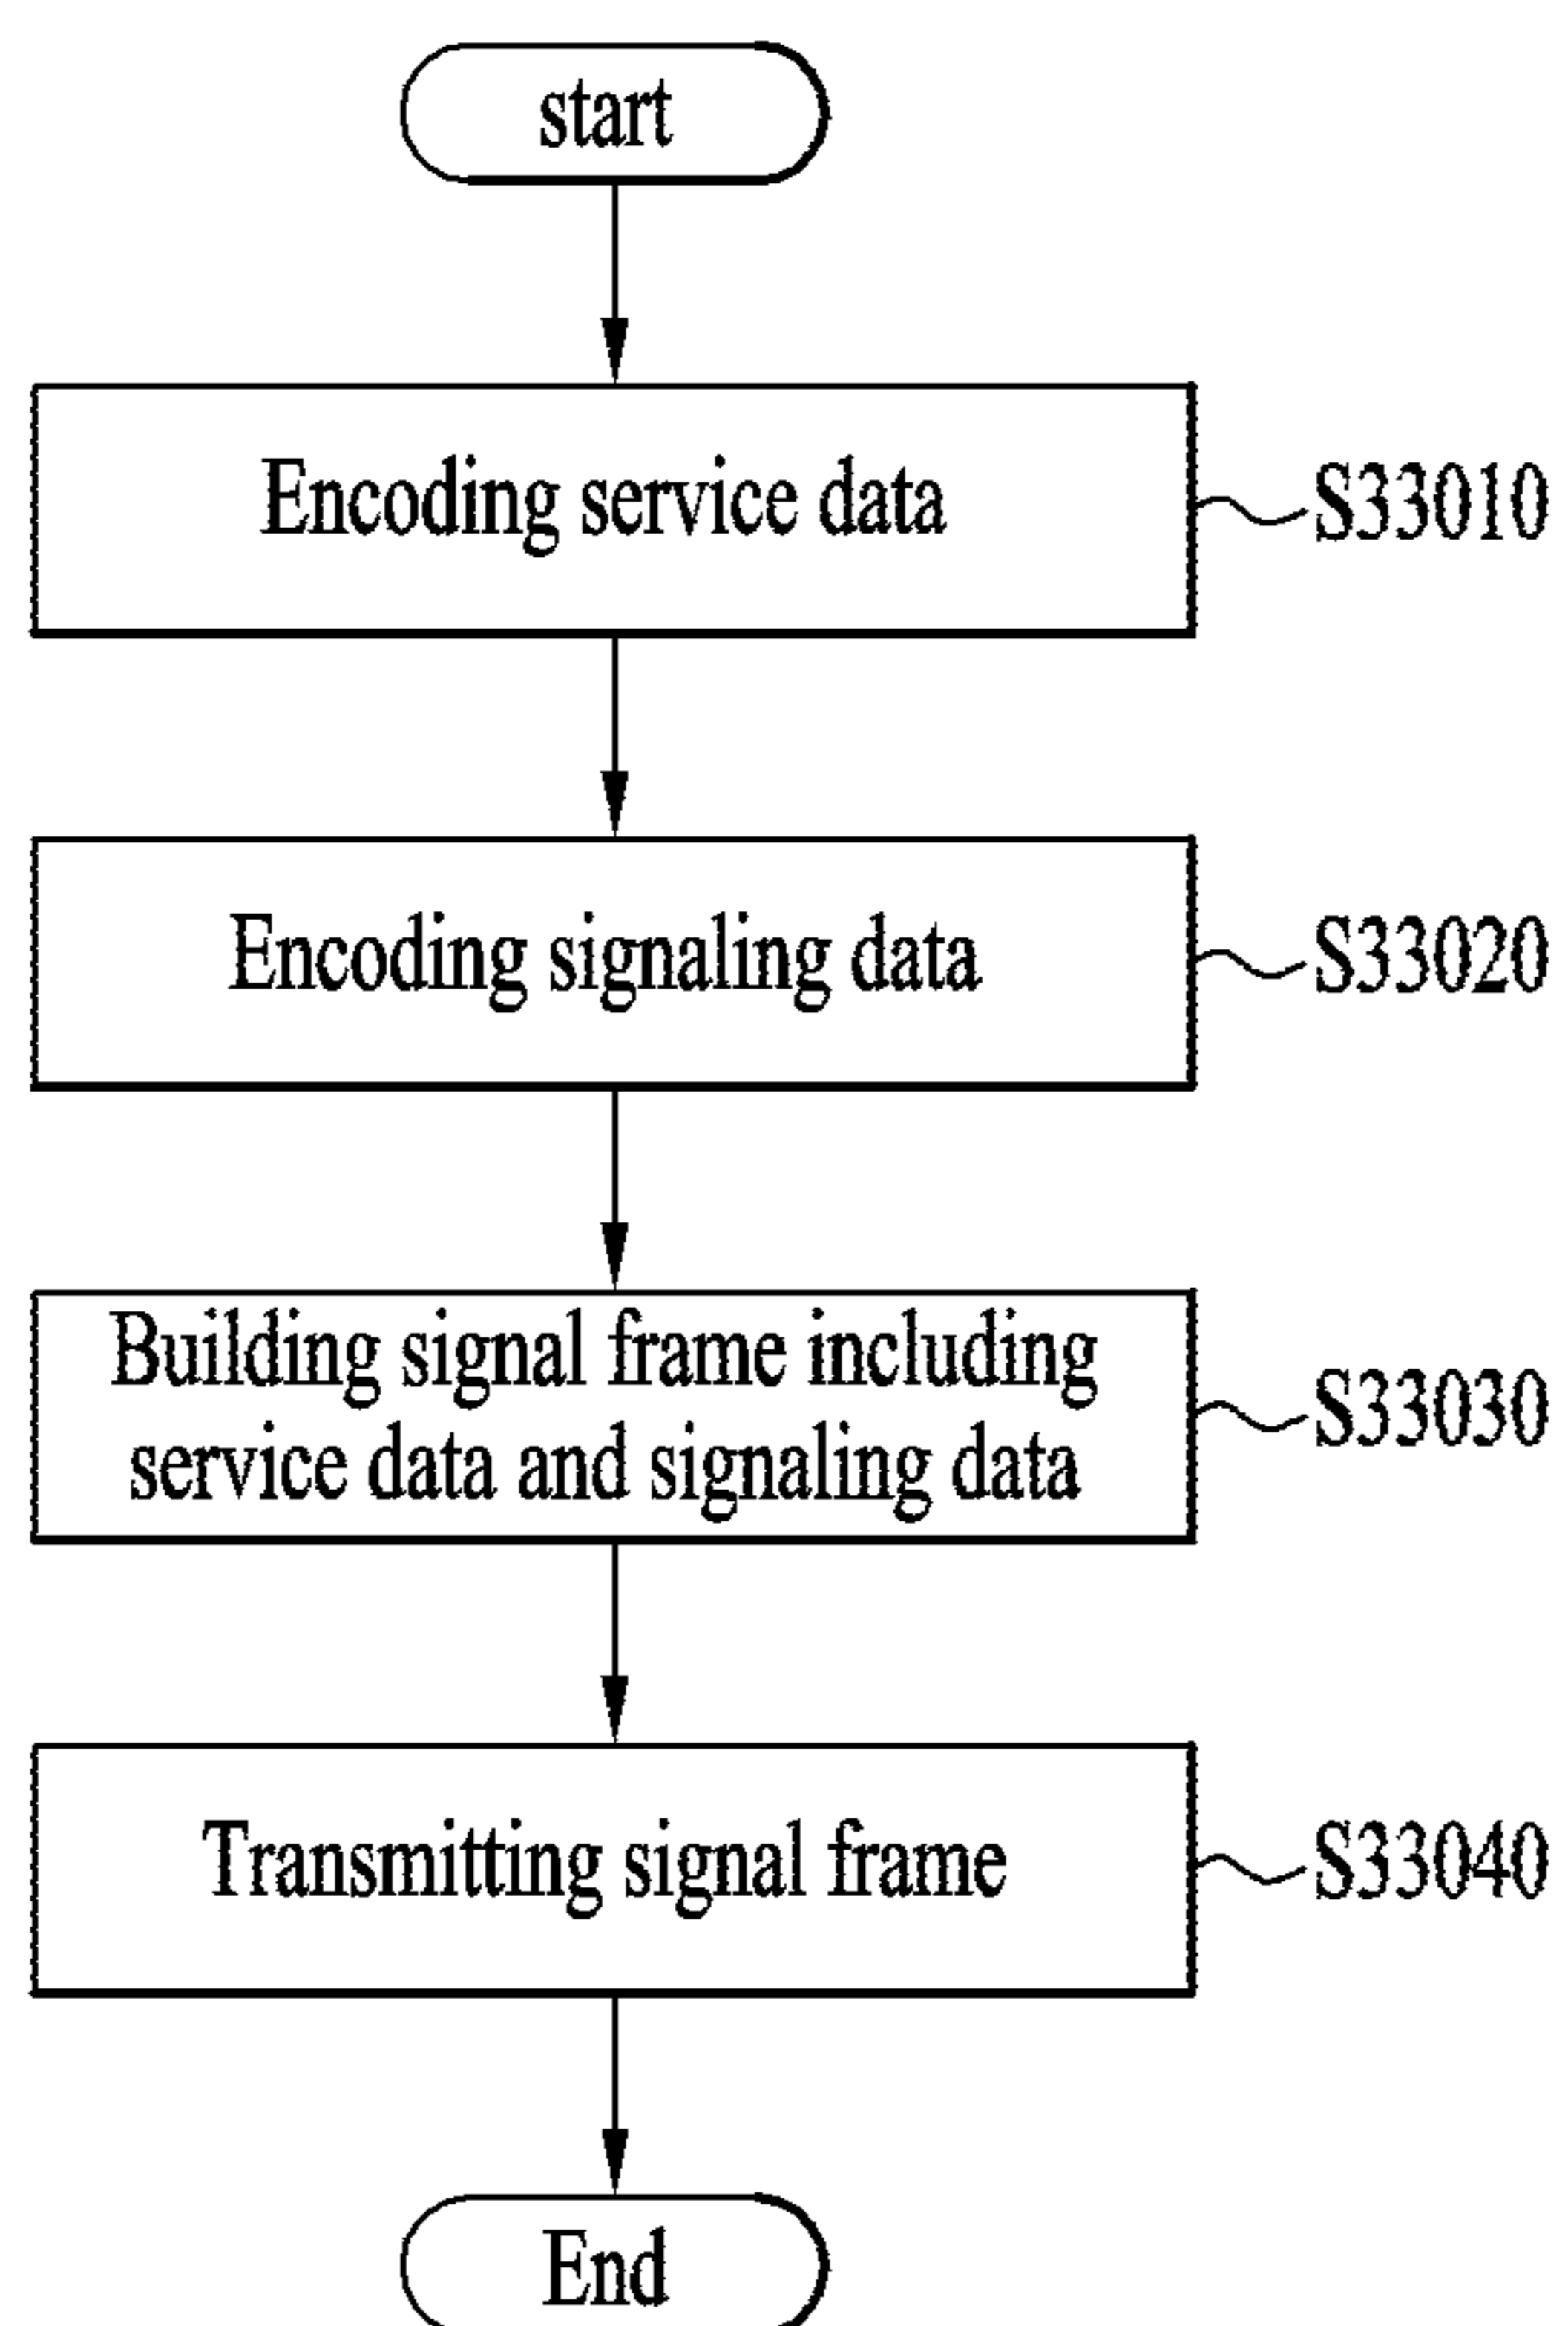 start
Encoding service data
S33010
Encoding signaling data
S33020
Building signal frame including
service data and signaling data
S33030
Transmitting signal frame
S33040
End